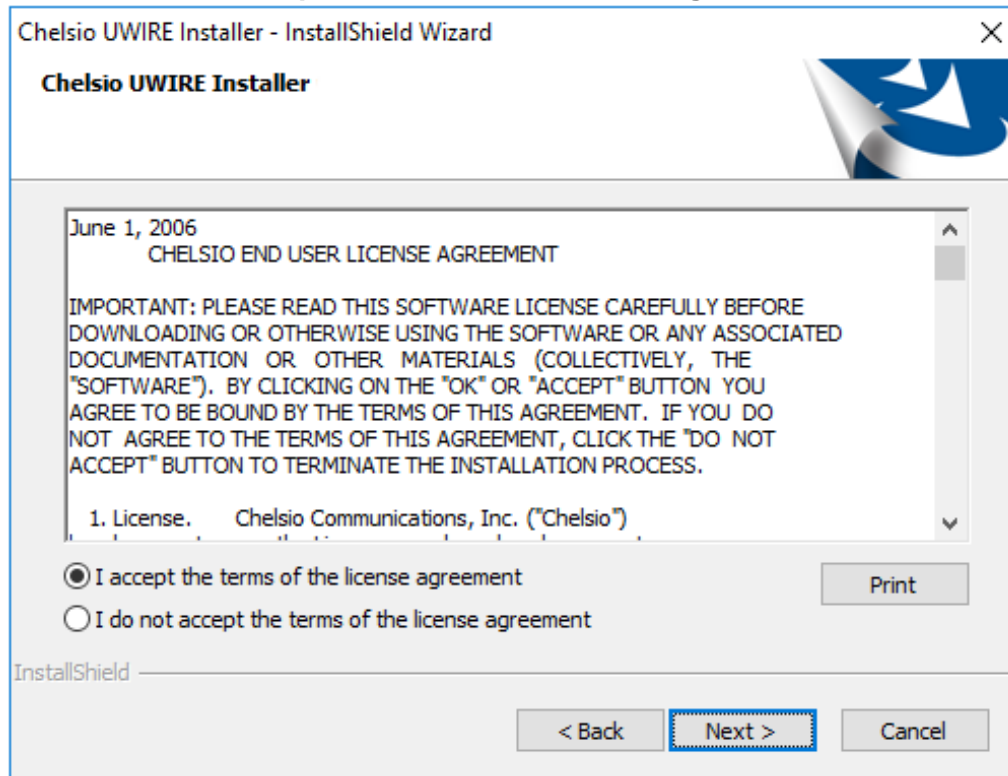 Chelsio UWIRE Installer - InstallShield Wizard
Chelsio UWIRE Installer
June 1, 2006
CHELSIO END USER LICENSE AGREEMENT
IMPORTANT: PLEASE READ THIS SOFTWARE LICENSE CAREFULLY BEFORE
DOWNLOADING OR OTHERWISE USING THE SOFTWARE OR ANY ASSOCIATED
DOCUMENTATION OR OTHER MATERIALS (COLLECTIVELY, THE
"SOFTWARE"). BY CLICKING ON THE "OK" OR "ACCEPT" BUTTON YOU
AGREE TO BE BOUND BY THE TERMS OF THIS AGREEMENT. IF YOU DO
NOT AGREE TO THE TERMS OF THIS AGREEMENT, CLICK THE "DO NOT
ACCEPT" BUTTON TO TERMINATE THE INSTALLATION PROCESS.
1. License. Chelsio Communications, Inc. ("Chelsio")
I accept the terms of the license agreement
Print
I do not accept the terms of the license agreement
InstallShield
< Back Next > Cancel